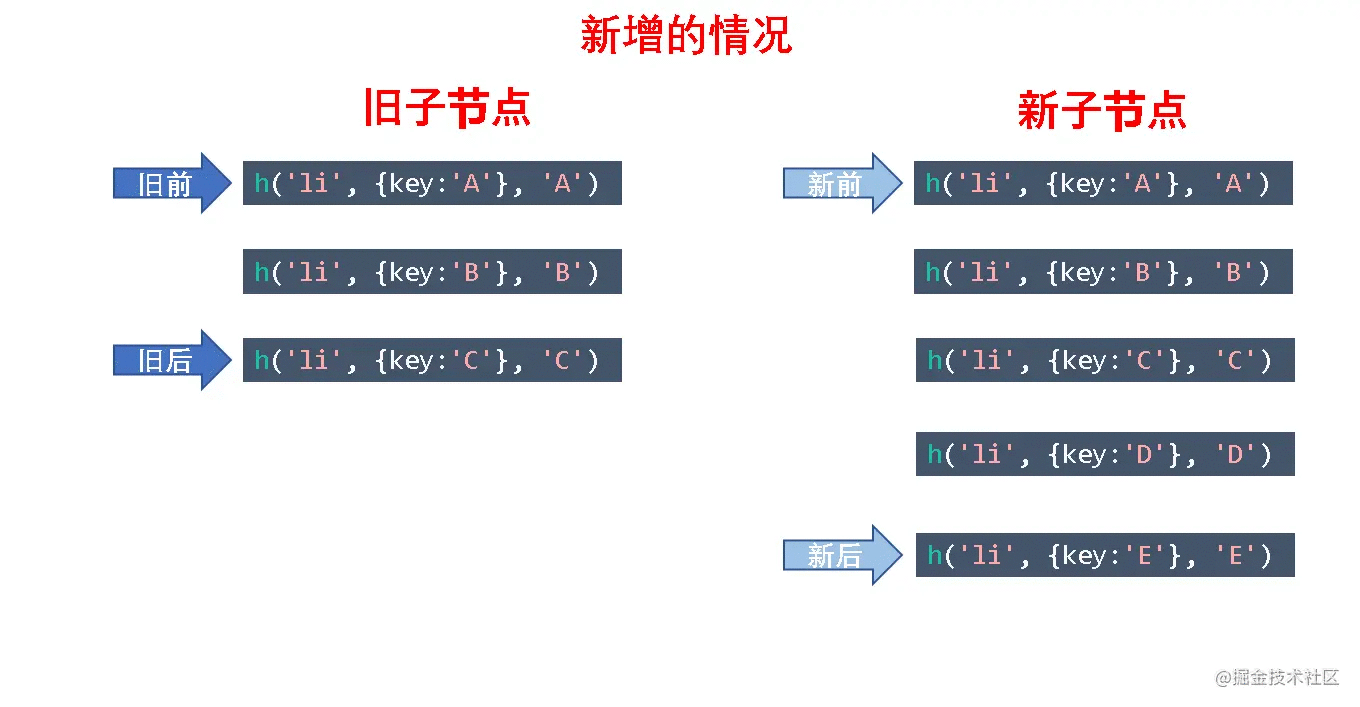 新增的情况
旧子节点
新子节点
旧前
h('li', {key:'A'}, 'A')
新前
h('li', {key:'A'}, 'A')
h('li', {key:'B'}, 'B')
h('li', {key:'B'}, 'B')
旧后
h('li', {key:'C'}, 'C')
h('li', {key:'C'}, 'C')
h('li', {key:'D'}, 'D')
新后
h('li', {key:'E'}, 'E')
@掘金技术社区